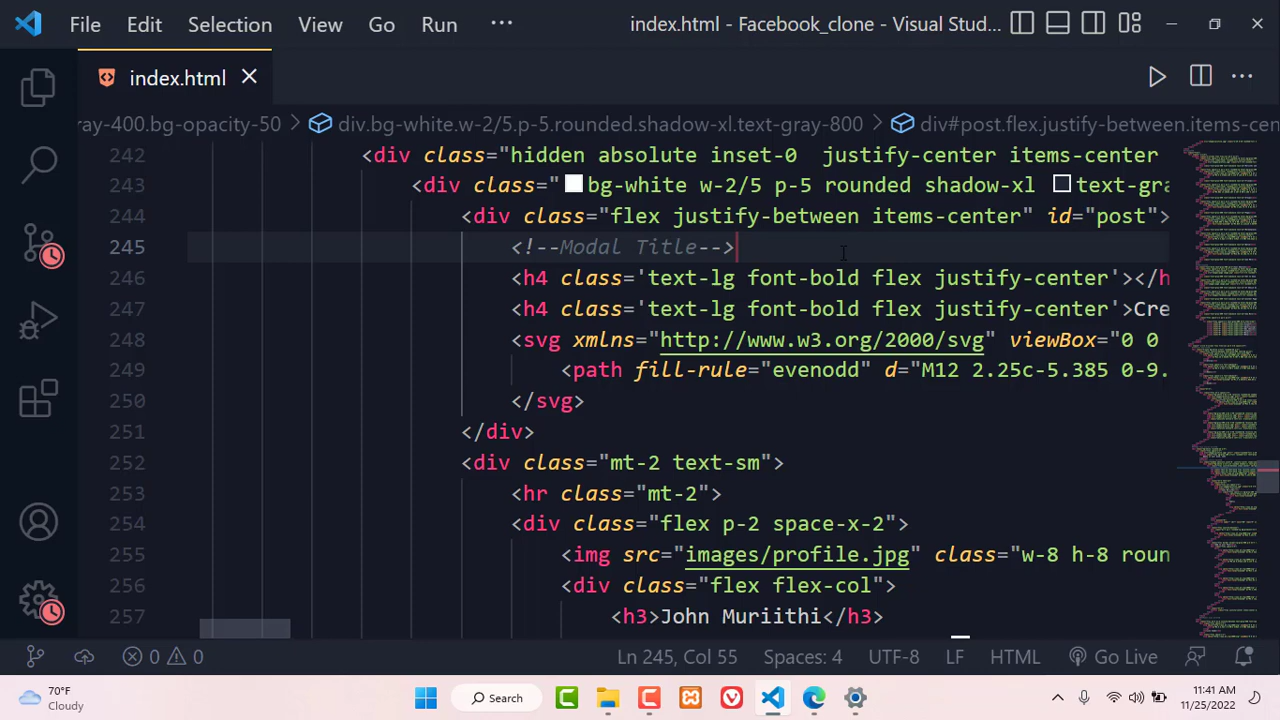 File Edit Selection View Go Run ··· index.html - Facebook_clone - Visual Stud...
index.html
ray-400.bg-opacity-50 > div.bg-white.w-2/5.p-5.rounded.shadow-xl.text-gray-800 > div#post.flex.justify-between.items-cen
242 <div class="hidden absolute inset-0  justify-center items-center
243 <div class="bg-white w-2/5 p-5 rounded shadow-xl text-gra
244 <div class="flex justify-between items-center" id="post">
245 <!--Modal Title-->
246 <h4 class='text-lg font-bold flex justify-center'></h
247 <h4 class='text-lg font-bold flex justify-center'>Cre
248 <svg xmlns="http://www.w3.org/2000/svg" viewBox="0 0
249 <path fill-rule="evenodd" d="M12 2.25c-5.385 0-9.
250 </svg>
251 </div>
252 <div class="mt-2 text-sm">
253 <hr class="mt-2">
254 <div class="flex p-2 space-x-2">
255 <img src="images/profile.jpg" class="w-8 h-8 roun
256 <div class="flex flex-col">
257 <h3>John Muriithi</h3>
0 0 Ln 245, Col 55 Spaces: 4 UTF-8 LF HTML Go Live
70°F
Cloudy
Search
11:41 AM
11/25/2022